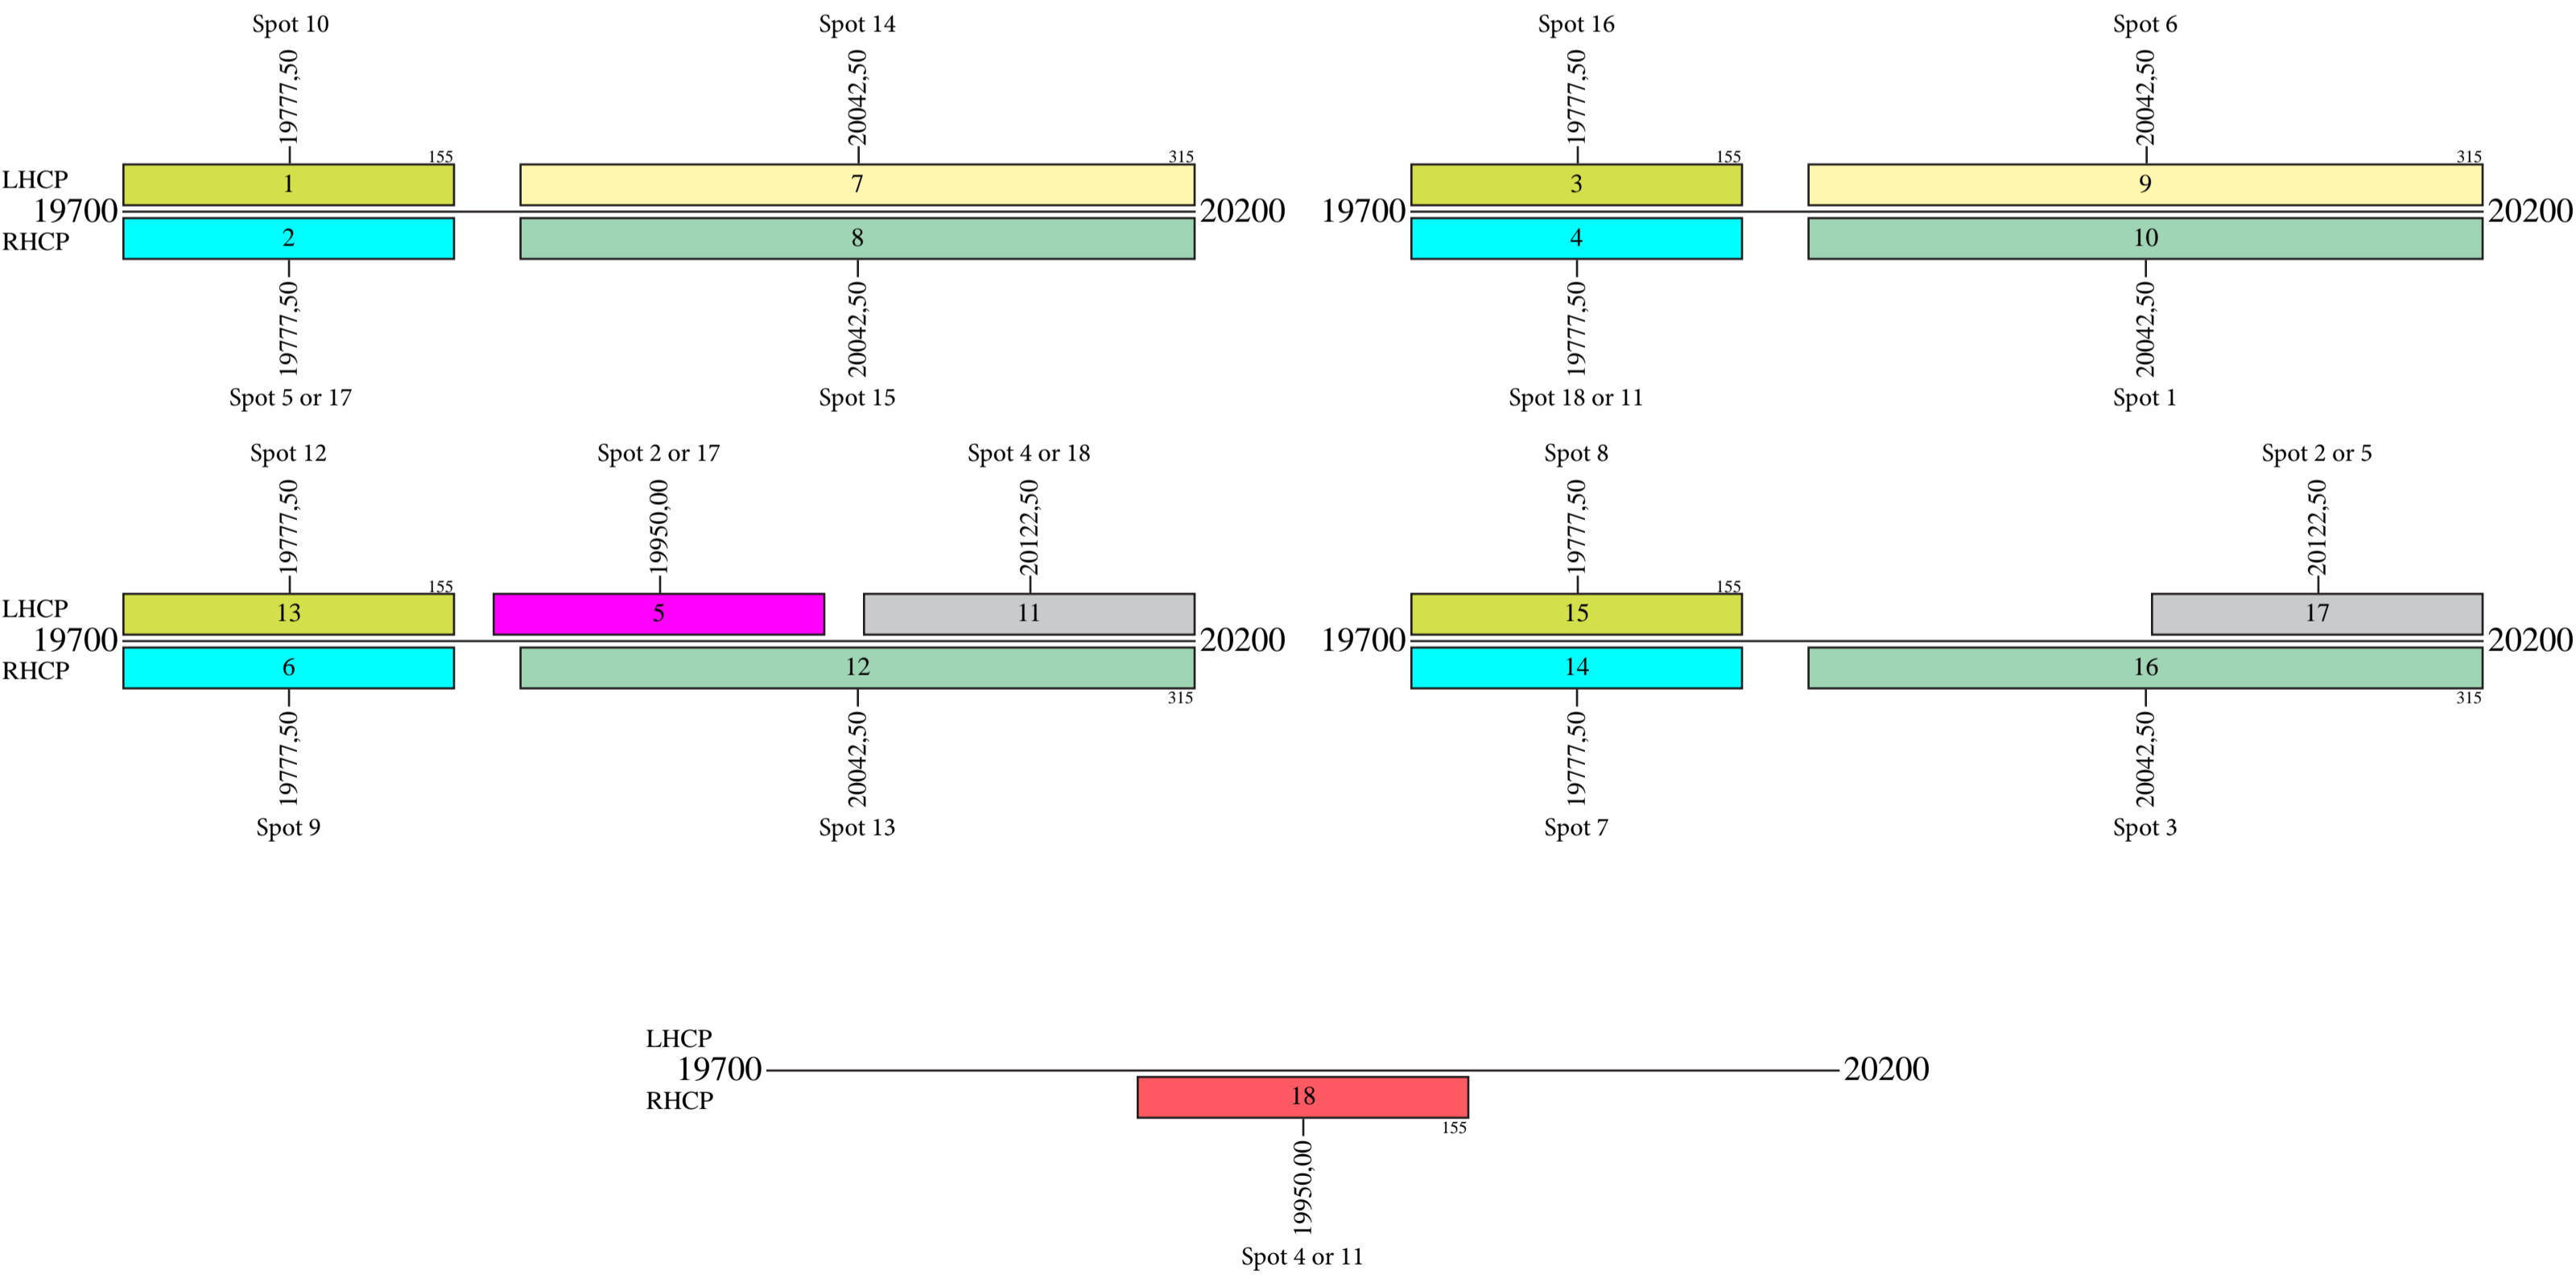 Spot 10 Spot 14 Spot 16 Spot 6
19777,50 20042,50 19777,50 20042,50
155 315 155 315
LHCP 1 7 3 9
19700 20200 19700 20200
RHCP 2 8 4 10
19777,50 20042,50 19777,50 20042,50
Spot 5 or 17 Spot 15 Spot 18 or 11 Spot 1
Spot 12 Spot 2 or 17 Spot 4 or 18 Spot 8 Spot 2 or 5
19777,50 19950,00 20122,50 19777,50 20122,50
155 155
LHCP 13 5 11 15 17
19700 20200 19700 20200
RHCP 6 12 14 16
315 315
19777,50 20042,50 19777,50 20042,50
Spot 9 Spot 13 Spot 7 Spot 3
LHCP
19700 20200
RHCP 18
155
19950,00
Spot 4 or 11